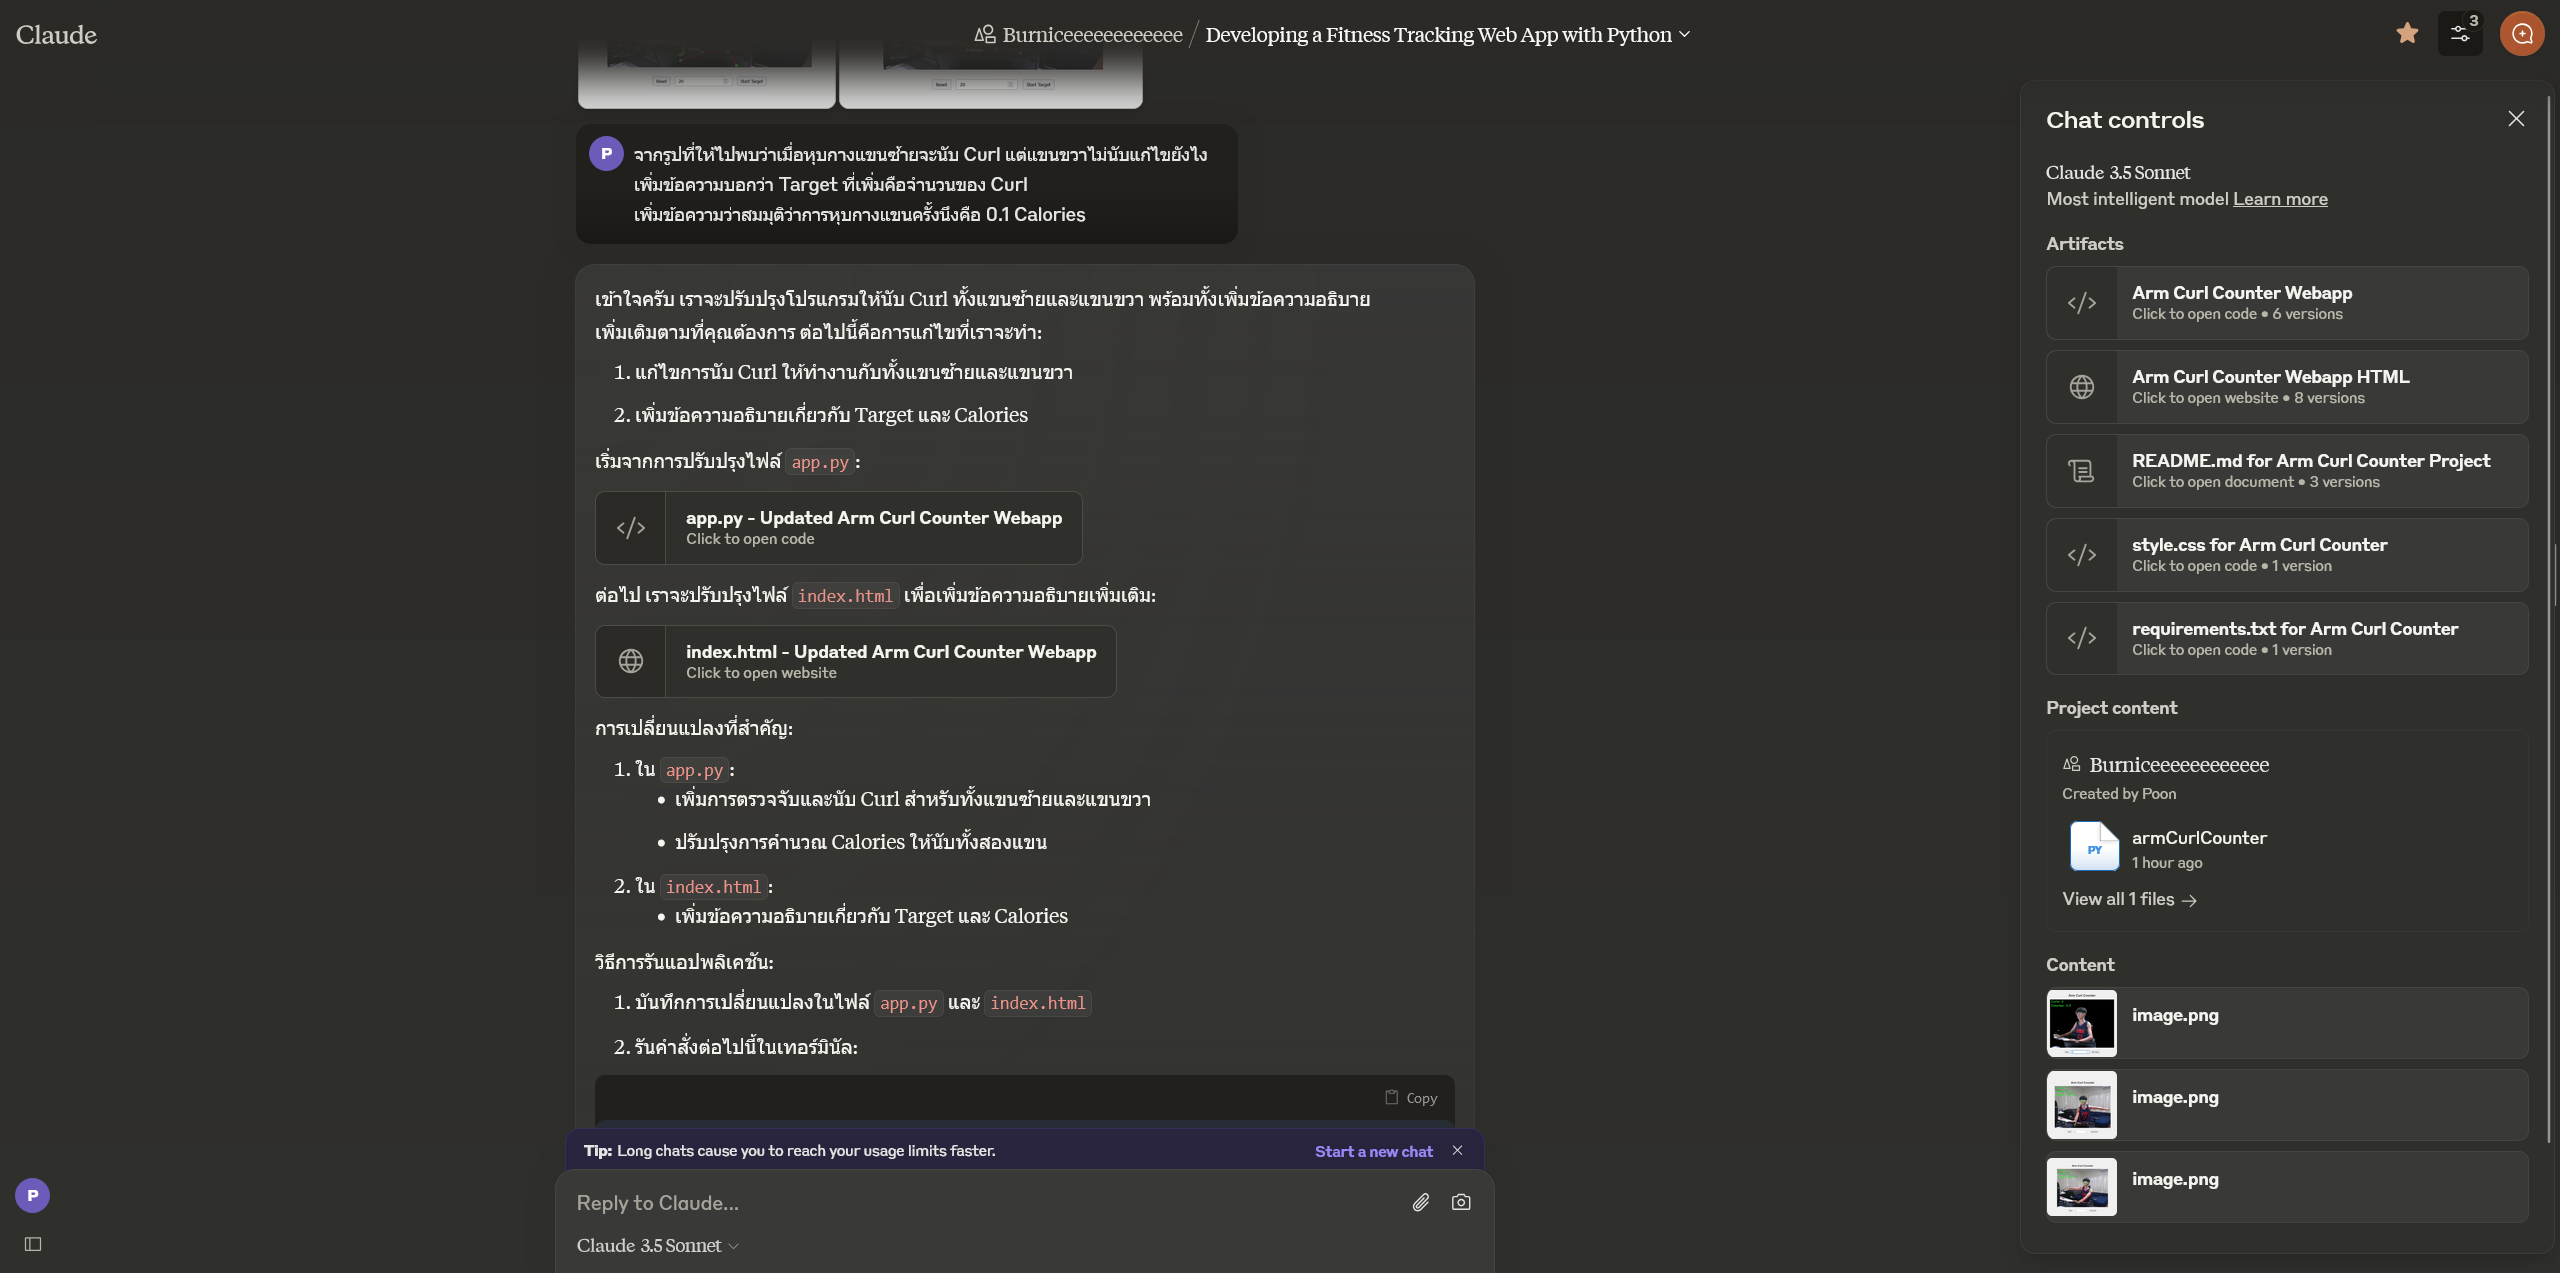 Claude
Burniceeeeeeeeeeeee / Developing a Fitness Tracking Web App with Python
3
Reset 20 Start Target
Reset 20 Start Target
P
จากรูปที่ให้ไปพบว่าเมื่อหุบกางแขนซ้ายจะนับ Curl แต่แขนขวาไม่นับแก้ไขยังไง
เพิ่มข้อความบอกว่า Target ที่เพิ่มคือจำนวนของ Curl
เพิ่มข้อความว่าสมมุติว่าการหุบกางแขนครั้งนึงคือ 0.1 Calories
เข้าใจครับ เราจะปรับปรุงโปรแกรมให้นับ Curl ทั้งแขนซ้ายและแขนขวา พร้อมทั้งเพิ่มข้อความอธิบาย
เพิ่มเติมตามที่คุณต้องการ ต่อไปนี้คือการแก้ไขที่เราจะทำ:
1. แก้ไขการนับ Curl ให้ทำงานกับทั้งแขนซ้ายและแขนขวา
2. เพิ่มข้อความอธิบายเกี่ยวกับ Target และ Calories
เริ่มจากการปรับปรุงไฟล์ app.py :
app.py - Updated Arm Curl Counter Webapp
Click to open code
ต่อไป เราจะปรับปรุงไฟล์ index.html เพื่อเพิ่มข้อความอธิบายเพิ่มเติม:
index.html - Updated Arm Curl Counter Webapp
Click to open website
การเปลี่ยนแปลงที่สำคัญ:
1. ใน app.py :
• เพิ่มการตรวจจับและนับ Curl สำหรับทั้งแขนซ้ายและแขนขวา
• ปรับปรุงการคำนวณ Calories ให้นับทั้งสองแขน
2. ใน index.html :
• เพิ่มข้อความอธิบายเกี่ยวกับ Target และ Calories
วิธีการรันแอปพลิเคชัน:
1. บันทึกการเปลี่ยนแปลงในไฟล์ app.py และ index.html
2. รันคำสั่งต่อไปนี้ในเทอร์มินัล:
Copy
Tip: Long chats cause you to reach your usage limits faster. Start a new chat
Reply to Claude...
Claude 3.5 Sonnet
P
Chat controls
Claude 3.5 Sonnet
Most intelligent model Learn more
Artifacts
Arm Curl Counter Webapp
Click to open code • 6 versions
Arm Curl Counter Webapp HTML
Click to open website • 8 versions
README.md for Arm Curl Counter Project
Click to open document • 3 versions
style.css for Arm Curl Counter
Click to open code • 1 version
requirements.txt for Arm Curl Counter
Click to open code • 1 version
Project content
Burniceeeeeeeeeeeee
Created by Poon
PY
armCurlCounter
1 hour ago
View all 1 files
Content
image.png
image.png
image.png